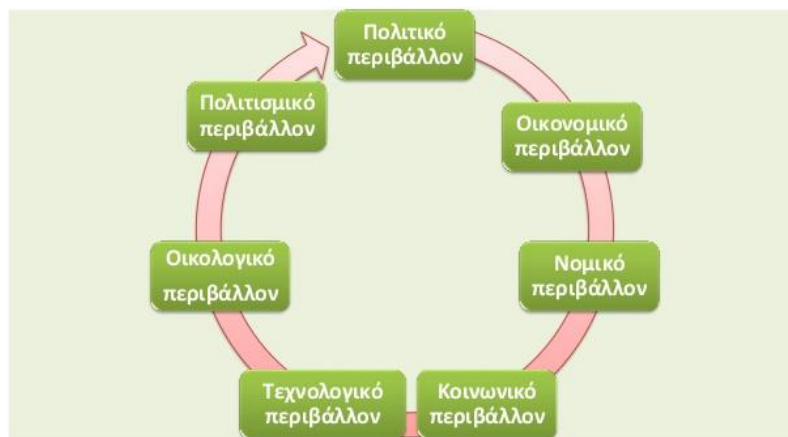 Πολιτικό
περιβάλλον
Οικονομικό
περιβάλλον
Νομικό
περιβάλλον
Κοινωνικό
περιβάλλον
Τεχνολογικό
περιβάλλον
Οικολογικό
περιβάλλον
Πολιτισμικό
περιβάλλον